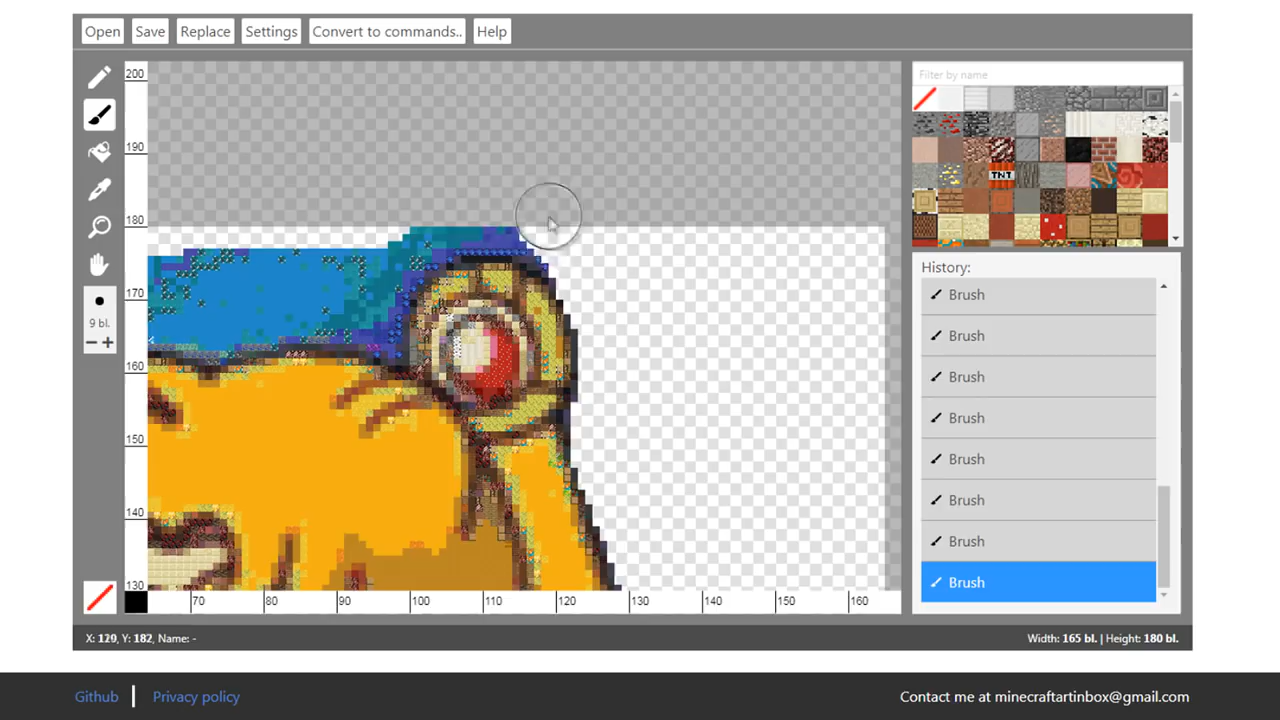 Open Save Replace Settings Convert to commands.. Help
Filter by name
200
190
180
170
160
150
140
130
TNT
9 bl.
History:
Brush
Brush
Brush
Brush
Brush
Brush
Brush
Brush
70 80 90 100 110 120 130 140 150 160
X: 129, Y: 182, Name: -
Width: 165 bl. | Height: 180 bl.
Github Privacy policy
Contact me at minecraftartinbox@gmail.com